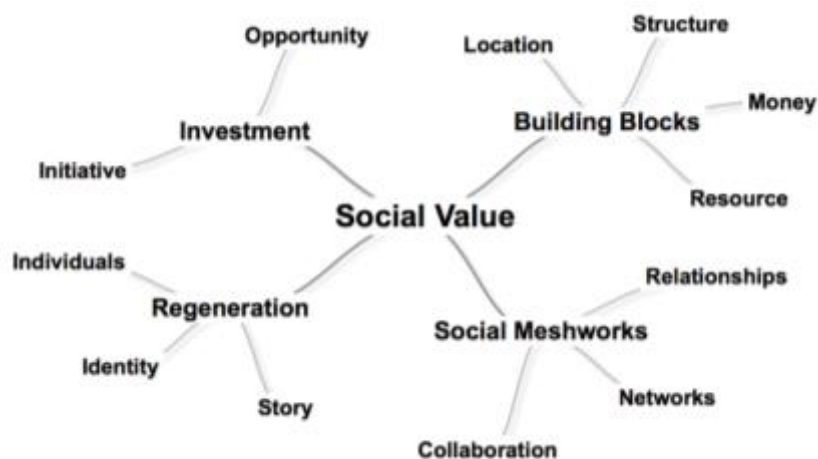 Opportunity
Investment
Initiative
Location
Structure
Building Blocks
Money
Resource
Social Value
Individuals
Regeneration
Identity
Story
Relationships
Social Meshworks
Networks
Collaboration